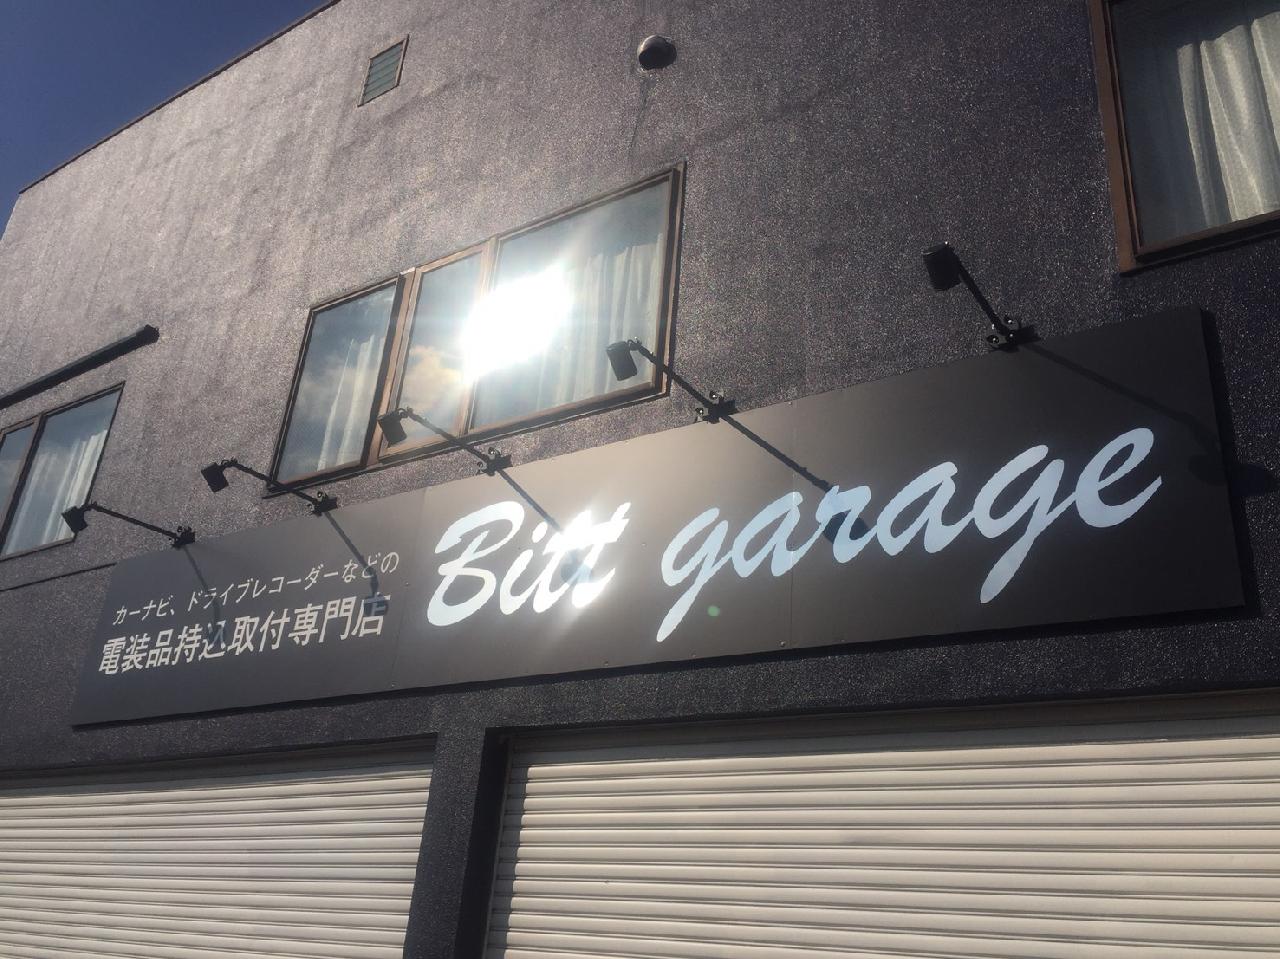 カーナビ、ドライブレコーダーなどの
電装品持込取付専門店
Bitt garage